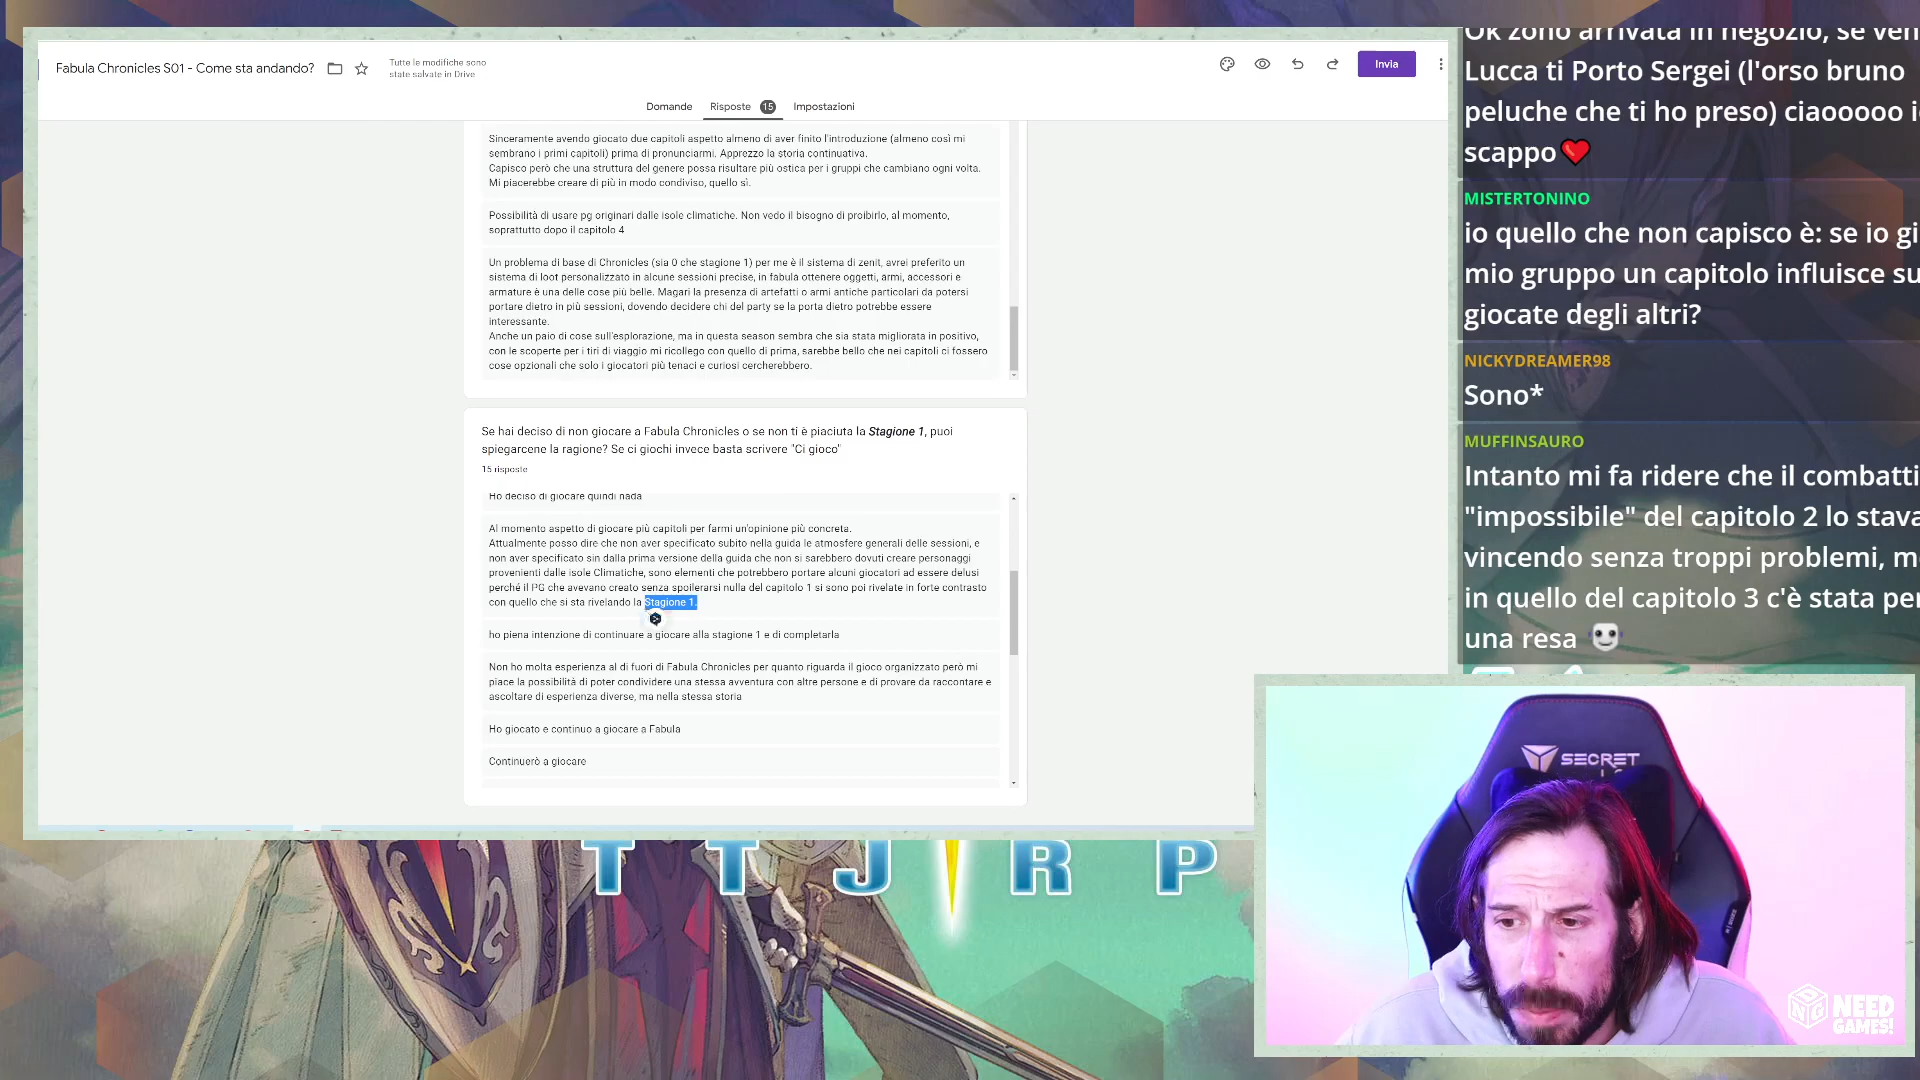 Fabula Chronicles S01 - Come sta andando?
Tutte le modifiche sono
state salvate in Drive
Invia
Domande
Risposte 15
Impostazioni
Sinceramente avendo giocato due capitoli aspetto almeno di aver finito l'introduzione (almeno così mi
sembrano i primi capitoli) prima di pronunciarmi. Apprezzo la storia continuativa.
Capisco però che una struttura del genere possa risultare più ostica per i gruppi che cambiano ogni volta.
Mi piacerebbe creare di più in modo condiviso, quello sì.
Possibilità di usare pg originari dalle isole climatiche. Non vedo il bisogno di proibirlo, al momento,
soprattutto dopo il capitolo 4
Un problema di base di Chronicles (sia 0 che stagione 1) per me è il sistema di zenit, avrei preferito un
sistema di loot personalizzato in alcune sessioni precise, in fabula ottenere oggetti, armi, accessori e
armature è una delle cose più belle. Magari la presenza di artefatti o armi antiche particolari da potersi
portare dietro in più sessioni, dovendo decidere chi del party se la porta dietro potrebbe essere
interessante.
Anche un paio di cose sull'esplorazione, ma in questa season sembra che sia stata migliorata in positivo,
con le scoperte per i tiri di viaggio mi ricollego con quello di prima, sarebbe bello che nei capitoli ci fossero
cose opzionali che solo i giocatori più tenaci e curiosi cercherebbero.
Se hai deciso di non giocare a Fabula Chronicles o se non ti è piaciuta la Stagione 1, puoi
spiegarcene la ragione? Se ci giochi invece basta scrivere "Ci gioco"
15 risposte
Ho deciso di giocare quindi nada
Al momento aspetto di giocare più capitoli per farmi un'opinione più concreta.
Attualmente posso dire che non aver specificato subito nella guida le atmosfere generali delle sessioni, e
non aver specificato sin dalla prima versione della guida che non si sarebbero dovuti creare personaggi
provenienti dalle isole Climatiche, sono elementi che potrebbero portare alcuni giocatori ad essere delusi
perché il PG che avevano creato senza spoilerarsi nulla del capitolo 1 si sono poi rivelate in forte contrasto
con quello che si sta rivelando la Stagione 1.
ho piena intenzione di continuare a giocare alla stagione 1 e di completarla
Non ho molta esperienza al di fuori di Fabula Chronicles per quanto riguarda il gioco organizzato però mi
piace la possibilità di poter condividere una stessa avventura con altre persone e di provare da raccontare e
ascoltare di esperienza diverse, ma nella stessa storia
Ho giocato e continuo a giocare a Fabula
Continuerò a giocare
Ok zono arrivata in negozio, se ven
Lucca ti Porto Sergei (l'orso bruno
peluche che ti ho preso) ciaooooo i
scappo❤️
MISTERTONINO
io quello che non capisco è: se io gi
mio gruppo un capitolo influisce su
giocate degli altri?
NICKYDREAMER98
Sono*
MUFFINSAURO
Intanto mi fa ridere che il combatti
"impossibile" del capitolo 2 lo stava
vincendo senza troppi problemi, m
in quello del capitolo 3 c'è stata per
una resa
T T J R P
SECRET
NEED
GAMES!